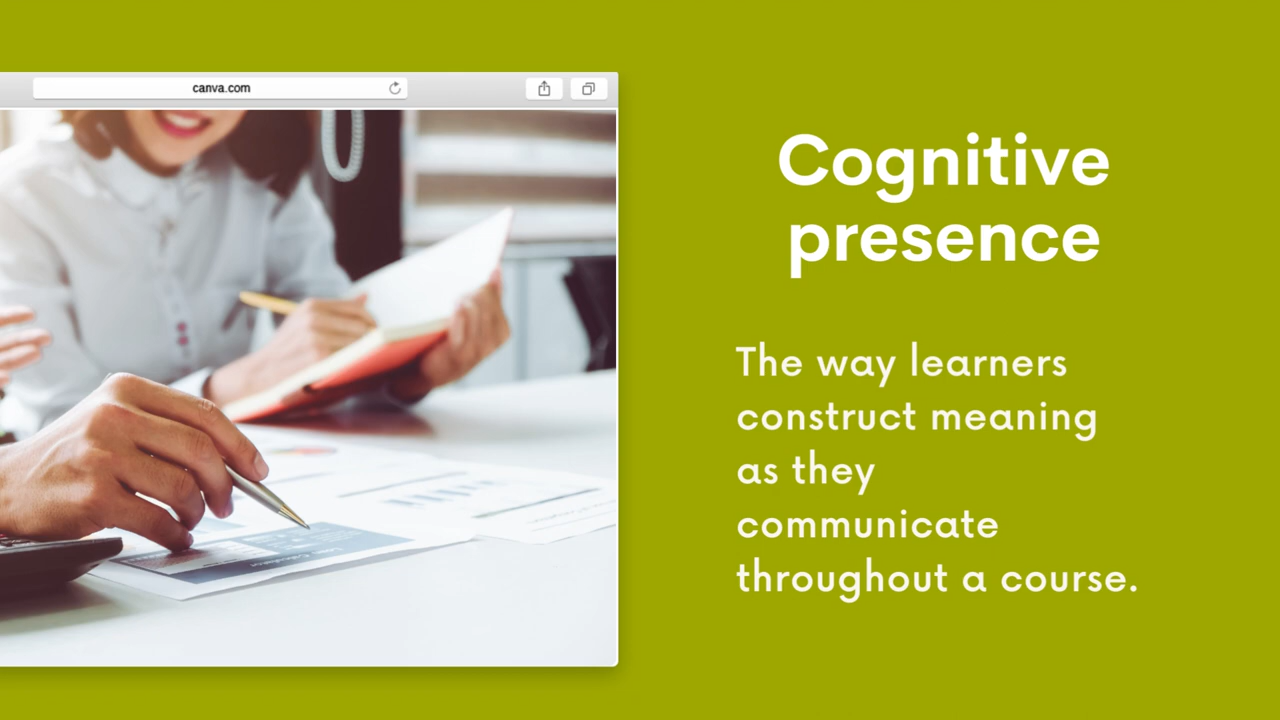 canva.com
Cognitive
presence
The way learners
construct meaning
as they
communicate
throughout a course.